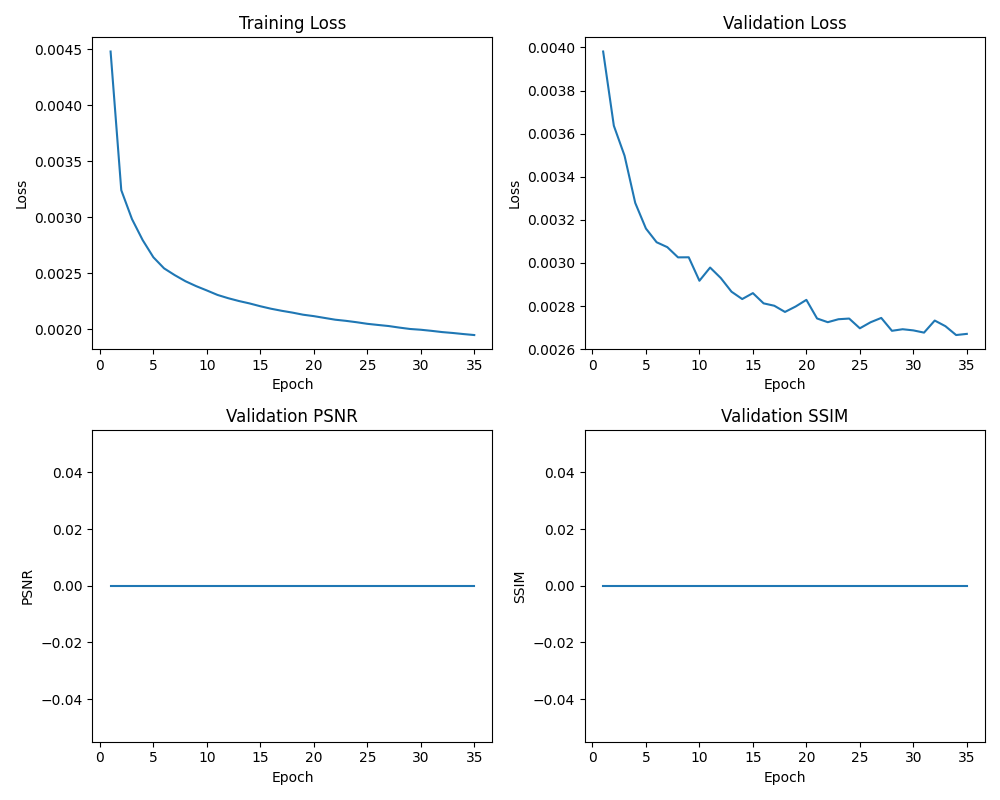 Training Loss
Loss
0.0045
0.0040
0.0035
0.0030
0.0025
0.0020
0 5 10 15 20 25 30 35
Epoch
Validation Loss
Loss
0.0040
0.0038
0.0036
0.0034
0.0032
0.0030
0.0028
0.0026
0 5 10 15 20 25 30 35
Epoch
Validation PSNR
PSNR
0.04
0.02
0.00
−0.02
−0.04
0 5 10 15 20 25 30 35
Epoch
Validation SSIM
SSIM
0.04
0.02
0.00
−0.02
−0.04
0 5 10 15 20 25 30 35
Epoch